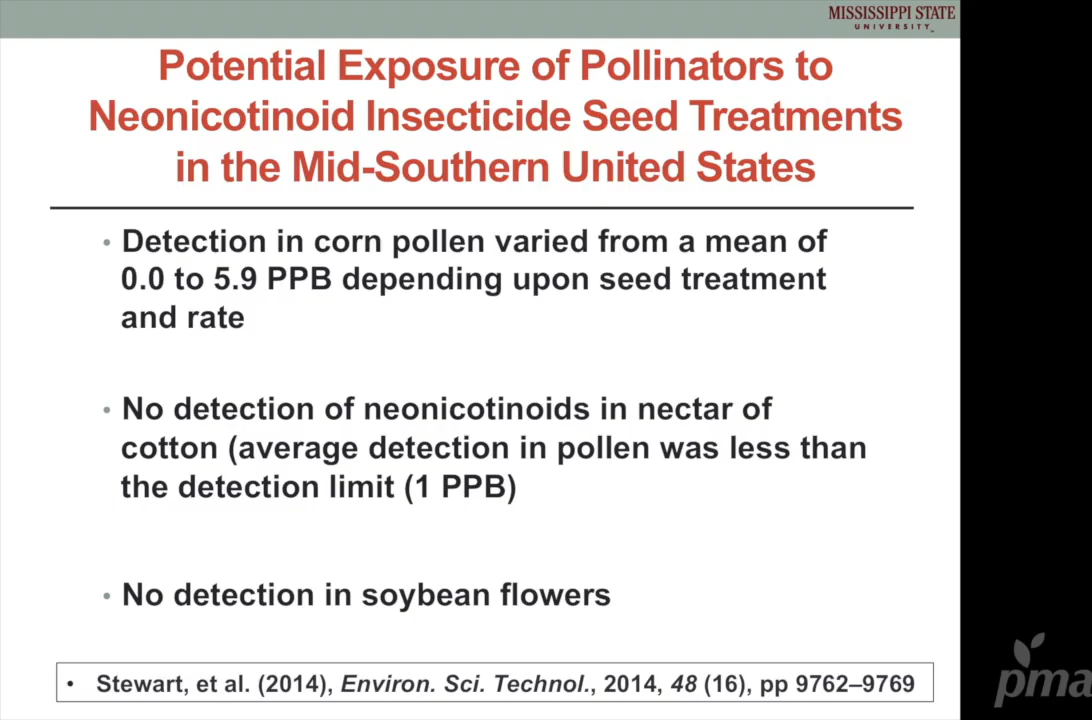 MISSISSIPPI STATE
UNIVERSITY™
Potential Exposure of Pollinators to
Neonicotinoid Insecticide Seed Treatments
in the Mid-Southern United States
• Detection in corn pollen varied from a mean of
0.0 to 5.9 PPB depending upon seed treatment
and rate
• No detection of neonicotinoids in nectar of
cotton (average detection in pollen was less than
the detection limit (1 PPB)
• No detection in soybean flowers
• Stewart, et al. (2014), Environ. Sci. Technol., 2014, 48 (16), pp 9762–9769
pma